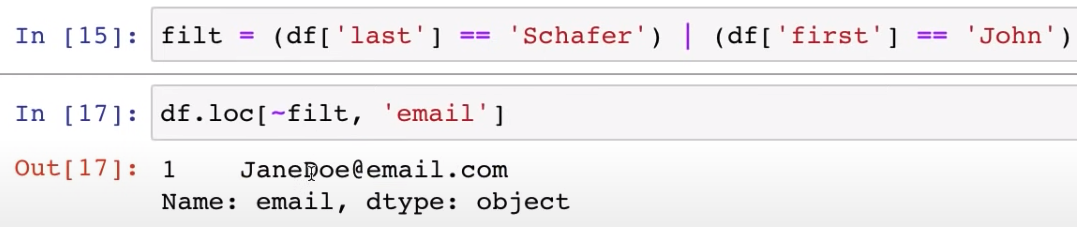 In [15]: filt = (df['last'] == 'Schafer') | (df['first'] == 'John')
In [17]: df.loc[~filt, 'email']
Out[17]: 1    JaneDoe@email.com
Name: email, dtype: object